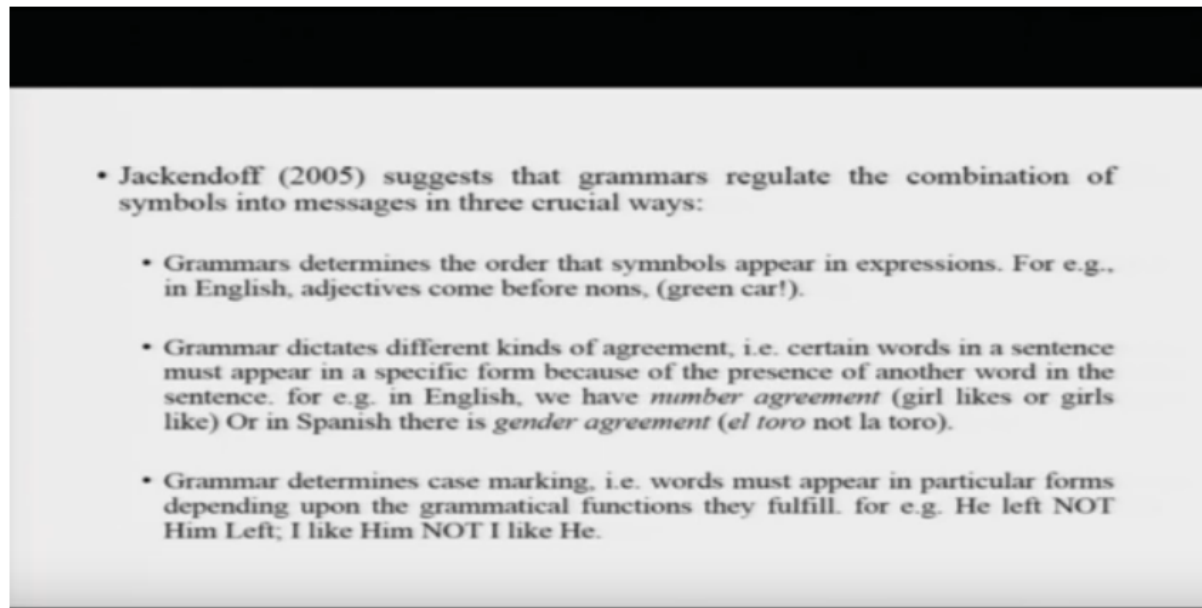 • Jackendoff (2005) suggests that grammars regulate the combination of
symbols into messages in three crucial ways:
• Grammars determines the order that symnbols appear in expressions. For e.g.,
in English, adjectives come before nons, (green car!).
• Grammar dictates different kinds of agreement, i.e. certain words in a sentence
must appear in a specific form because of the presence of another word in the
sentence. for e.g. in English, we have number agreement (girl likes or girls
like) Or in Spanish there is gender agreement (el toro not la toro).
• Grammar determines case marking, i.e. words must appear in particular forms
depending upon the grammatical functions they fulfill. for e.g. He left NOT
Him Left; I like Him NOT I like He.